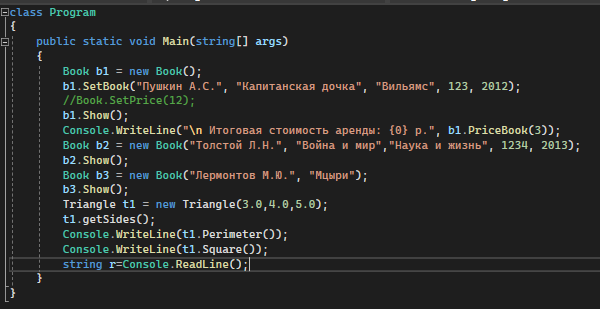 class Program
{
public static void Main(string[] args)
{
Book b1 = new Book();
b1.SetBook("Пушкин А.С.", "Капитанская дочка", "Вильямс", 123, 2012);
//Book.SetPrice(12);
b1.Show();
Console.WriteLine("\n Итоговая стоимость аренды: {0} р.", b1.PriceBook(3));
Book b2 = new Book("Толстой Л.Н.", "Война и мир","Наука и жизнь", 1234, 2013);
b2.Show();
Book b3 = new Book("Лермонтов М.Ю.", "Мцыри");
b3.Show();
Triangle t1 = new Triangle(3.0,4.0,5.0);
t1.getSides();
Console.WriteLine(t1.Perimeter());
Console.WriteLine(t1.Square());
string r=Console.ReadLine();
}
}